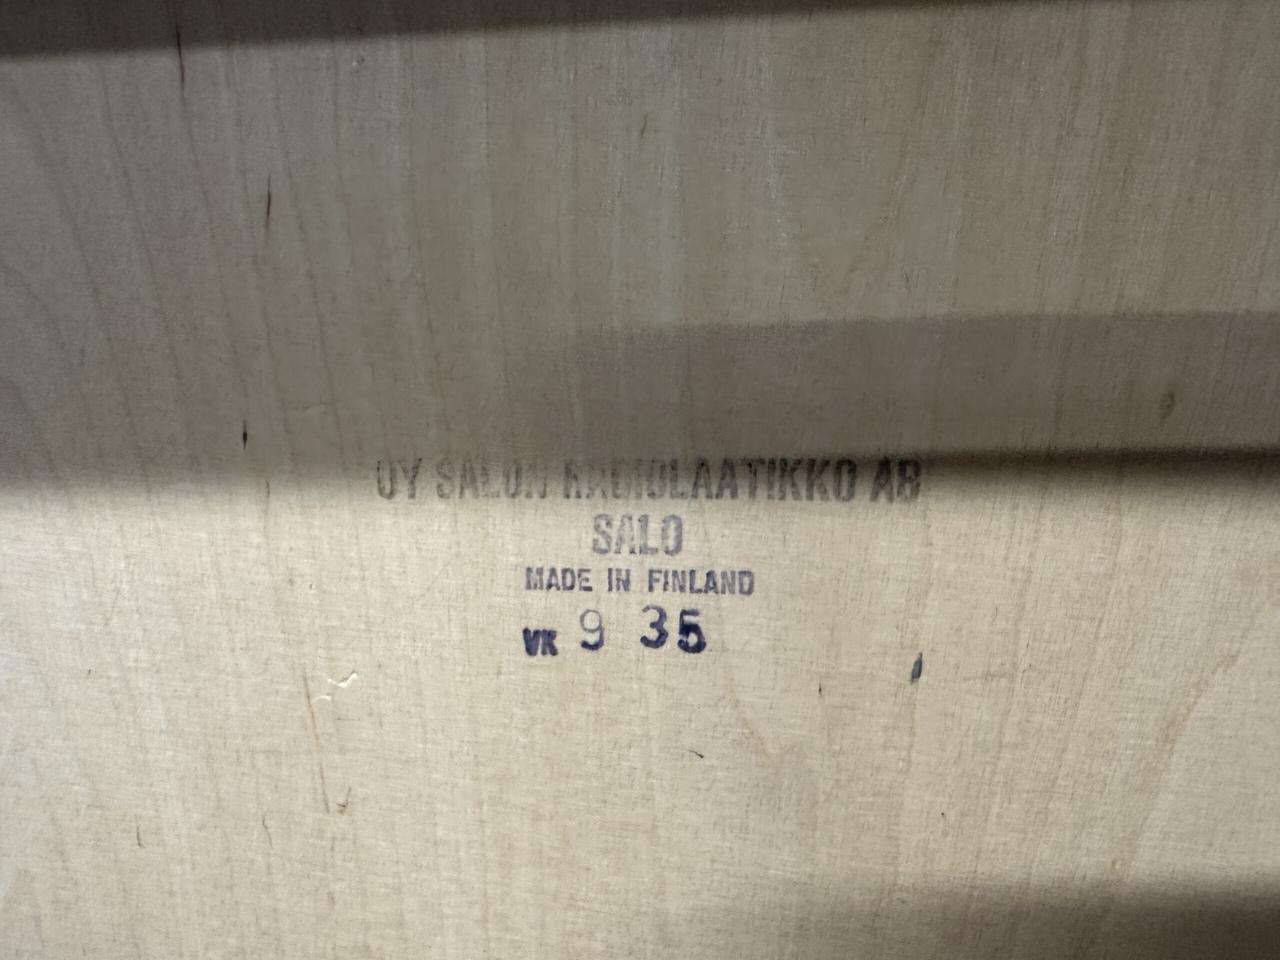 OY SALON RADIOLAATIKKO AB
SALO
MADE IN FINLAND
VK 9 35